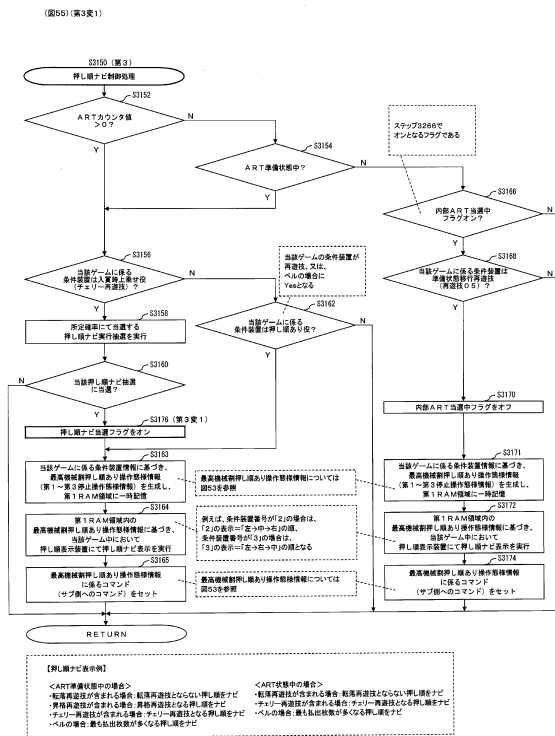 (図55)(第3変1)
S3150(第3)
押し順ナビ制御処理
S3152
ARTカウンタ値
>0?
N
Y
S3154
ART準備状態中?
N
Y
ステップ3266で
オンとなるフラグである
S3166
内部ART当選中
フラグオン?
N
Y
S3156
当該ゲームに係る
条件装置は入賞時上乗せ役
(チェリー再遊技)?
N
Y
当該ゲームの条件装置が
再遊技、又は、
ベルの場合に
Yesとなる
S3168
当該ゲームに係る条件装置は
準備状態移行再遊技
(再遊技05)?
N
Y
S3158
所定確率にて当選する
押し順ナビ実行抽選を実行
S3162
当該ゲームに係る
条件装置は押し順あり役?
N
Y
S3160
当該押し順ナビ抽選
に当選?
N
Y
S3170
内部ART当選中フラグをオフ
S3176(第3変1)
押し順ナビ当選フラグをオン
S3163
当該ゲームに係る条件装置情報に基づき、
最高機械割押し順あり操作態様情報
(第1~第3停止操作態様情報)を生成し、
第1RAM領域に一時記憶
最高機械割押し順あり操作態様情報については
図53を参照
S3171
当該ゲームに係る条件装置情報に基づき、
最高機械割押し順あり操作態様情報
(第1~第3停止操作態様情報)を生成し、
第1RAM領域に一時記憶
S3164
第1RAM領域内の
最高機械割押し順あり操作態様情報に基づき、
当該ゲーム中において
押し順表示装置にて押し順ナビ表示を実行
例えば、条件装置番号が「2」の場合は、
「2」の表示=「左→中→右」の順、
条件装置番号が「3」の場合は、
「3」の表示=「左→右→中」の順となる
S3172
第1RAM領域内の
最高機械割押し順あり操作態様情報に基づき、
当該ゲーム中において
押し順表示装置にて押し順ナビ表示を実行
S3165
最高機械割押し順あり操作態様情報
に係るコマンド
(サブ側へのコマンド)をセット
最高機械割押し順あり操作態様情報については
図53を参照
S3174
最高機械割押し順あり操作態様情報
に係るコマンド
(サブ側へのコマンド)をセット
RETURN
【押し順ナビ表示例】
<ART準備状態中の場合>
・転落再遊技が含まれる場合:転落再遊技とならない押し順をナビ
・昇格再遊技が含まれる場合:昇格再遊技となる押し順をナビ
・チェリー再遊技が含まれる場合:チェリー再遊技となる押し順をナビ
・ベルの場合:最も払出枚数が多くなる押し順をナビ
<ART状態中の場合>
・転落再遊技が含まれる場合:転落再遊技とならない押し順をナビ
・チェリー再遊技が含まれる場合:チェリー再遊技となる押し順をナビ
・ベルの場合:最も払出枚数が多くなる押し順をナビ